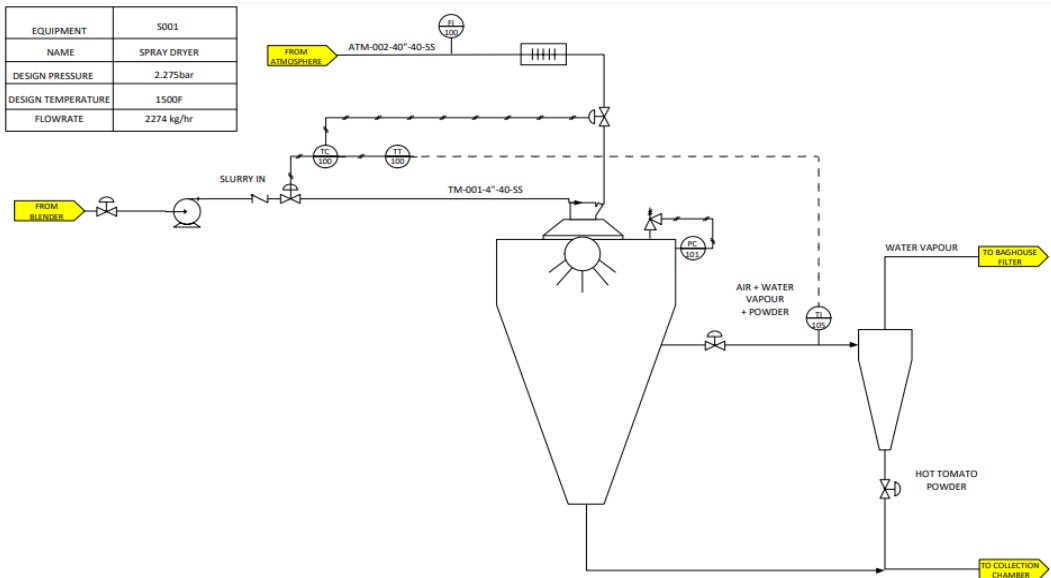 EQUIPMENT S001
NAME SPRAY DRYER
DESIGN PRESSURE 2.275bar
DESIGN TEMPERATURE 1500F
FLOWRATE 2274 kg/hr
FI
100
FROM
ATMOSPHERE
ATM-002-40"-40-SS
TC
100
TT
100
SLURRY IN
TM-001-4"-40-SS
FROM
BLENDER
PC
101
WATER VAPOUR
TO BAGHOUSE
FILTER
AIR + WATER
VAPOUR
+ POWDER
TI
105
HOT TOMATO
POWDER
TO COLLECTION
CHAMBER